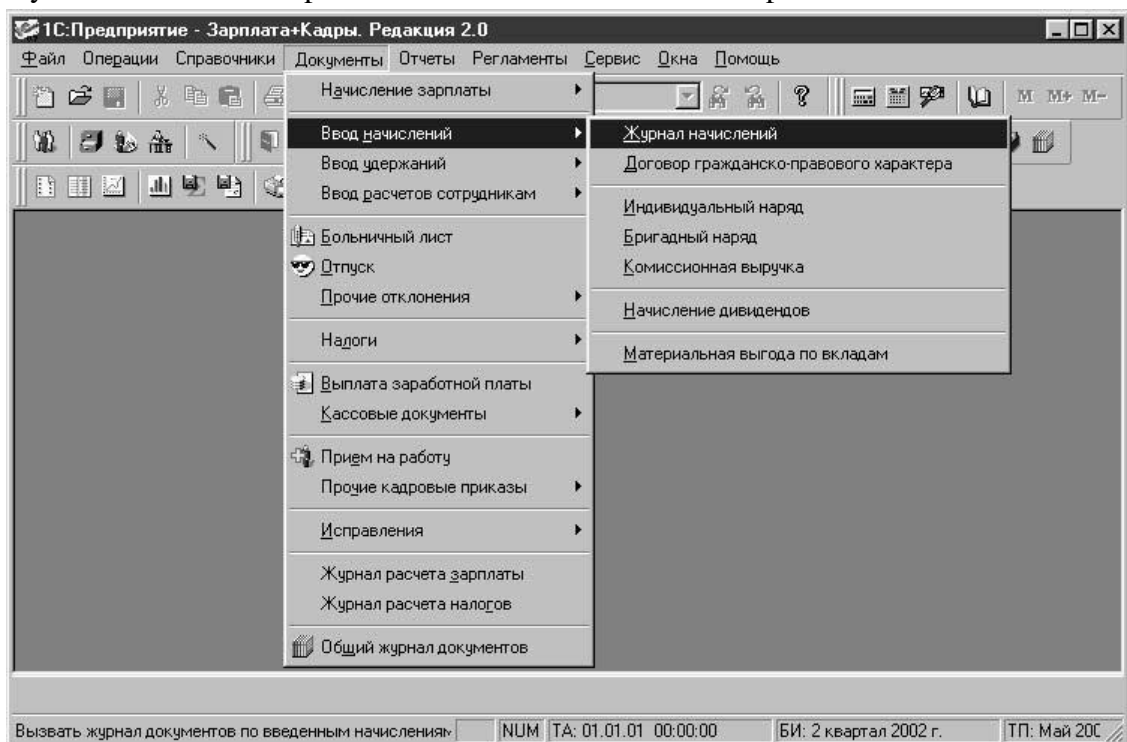 1С:Предприятие - Зарплата+Кадры. Редакция 2.0
Файл Операции Справочники Документы Отчеты Регламенты Сервис Окна Помощь
M M+ M-
Начисление зарплаты
Ввод начислений
Ввод удержаний
Ввод расчетов сотрудникам
Больничный лист
Отпуск
Прочие отклонения
Налоги
Выплата заработной платы
Кассовые документы
Прием на работу
Прочие кадровые приказы
Исправления
Журнал расчета зарплаты
Журнал расчета налогов
Общий журнал документов
Журнал начислений
Договор гражданско-правового характера
Индивидуальный наряд
Бригадный наряд
Комиссионная выручка
Начисление дивидендов
Материальная выгода по вкладам
Вызвать журнал документов по введенным начислениям NUM ТА: 01.01.01 00:00:00 БИ: 2 квартал 2002 г. ТП: Май 200